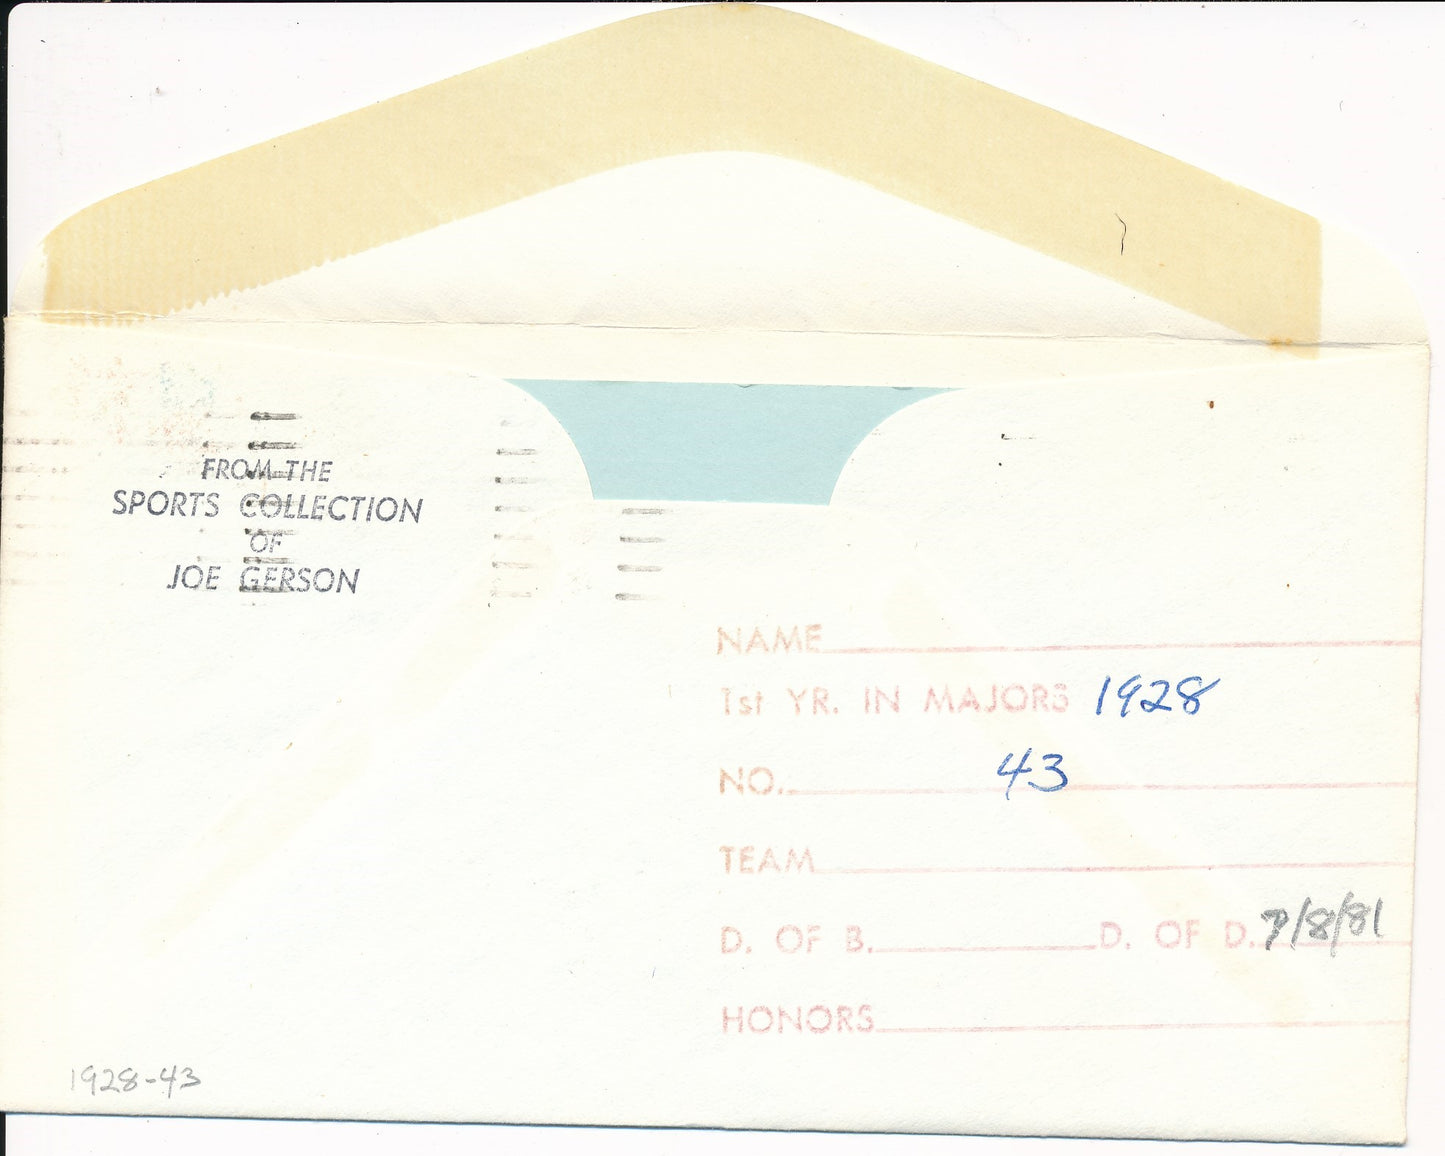 FROM THE
SPORTS COLLECTION
OF
JOE GERSON
NAME
1st YR. IN MAJORS 1928
NO. 43
TEAM
D. OF B. D. OF D. 7/8/81
HONORS
1928-43